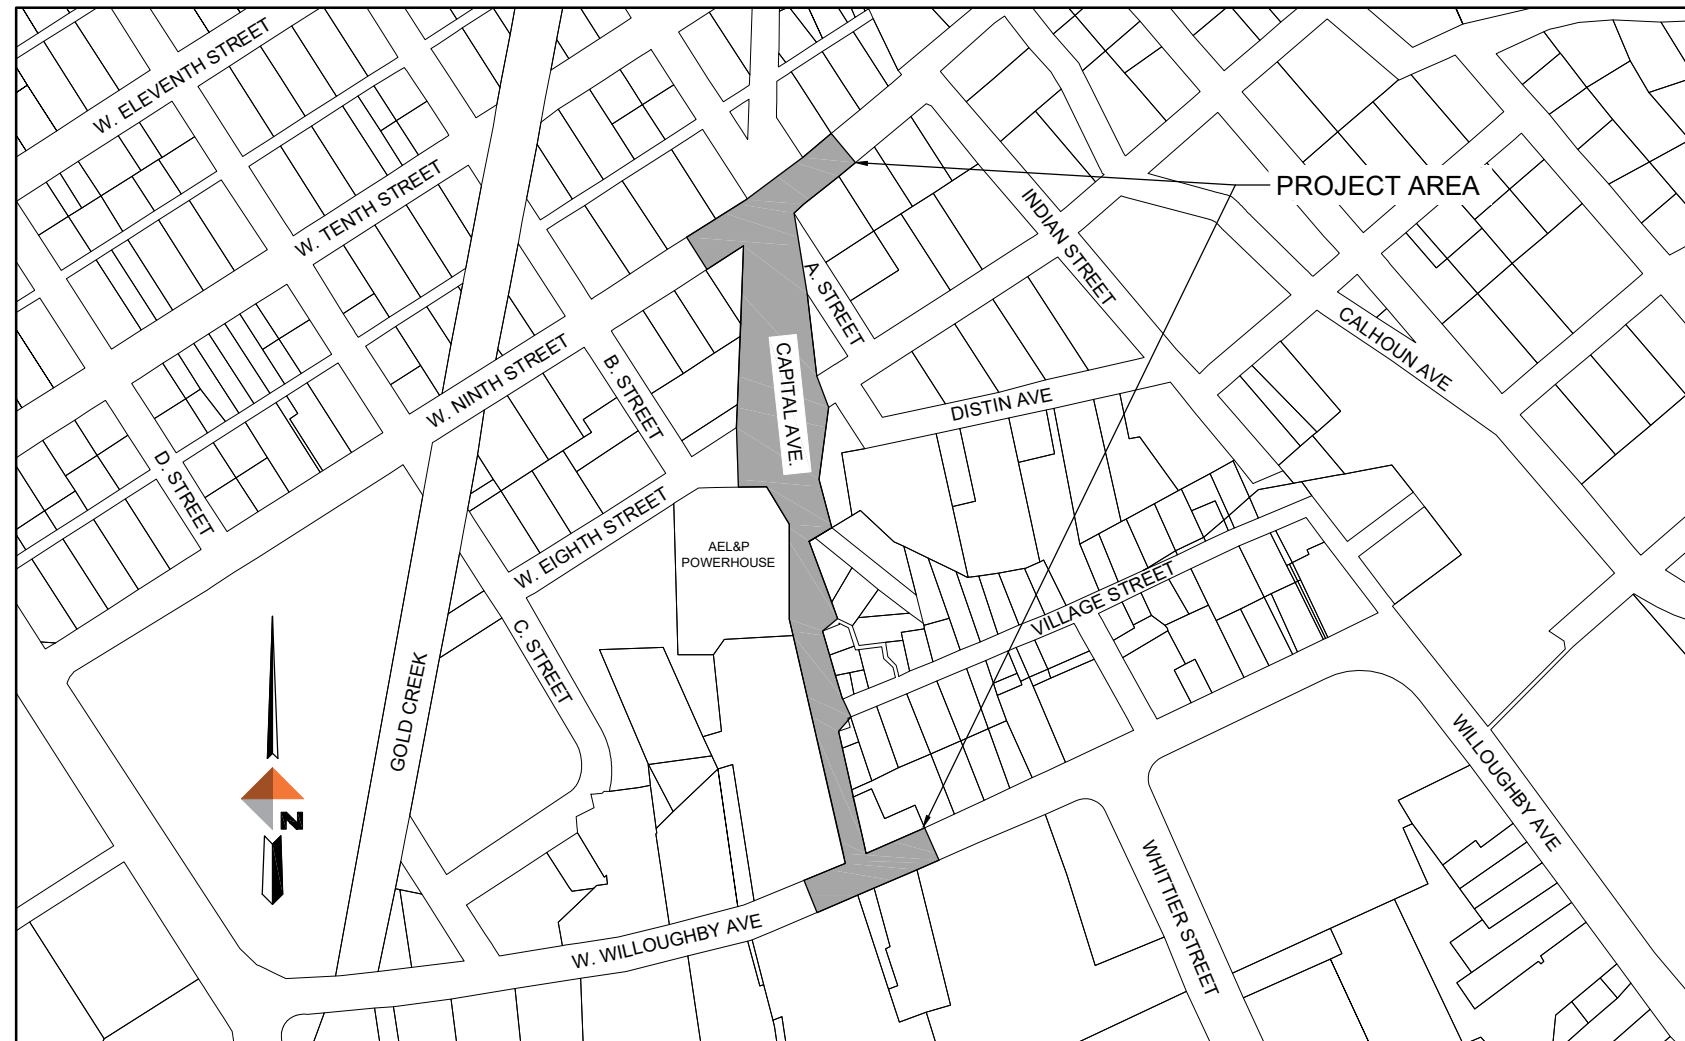 W. ELEVENTH STREET
W. TENTH STREET
PROJECT AREA
INDIAN STREET
A. STREET
CALHOUN AVE
CAPITAL AVE.
W. NINTH STREET
B. STREET
DISTIN AVE
D. STREET
W. EIGHTH STREET
AEL&P
POWERHOUSE
VILLAGE STREET
C. STREET
GOLD CREEK
WILLOUGHBY AVE
N
WHITTIER STREET
W. WILLOUGHBY AVE